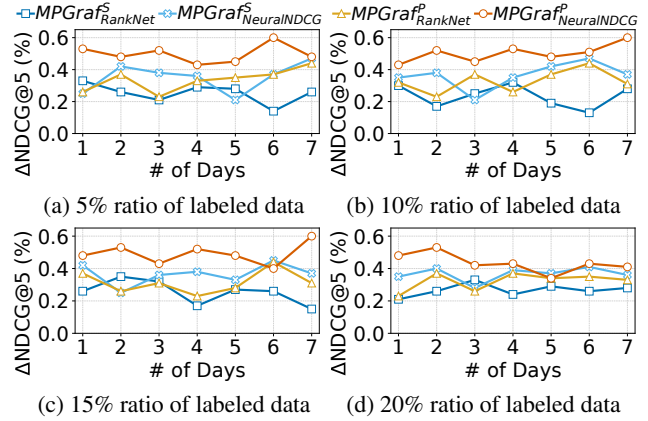 MPGraf^S_RankNet MPGraf^S_NeuralNDCG MPGraf^P_RankNet MPGraf^P_NeuralNDCG
ΔNDCG@5 (%) ΔNDCG@5 (%)
0.6 0.6
0.4 0.4
0.2 0.2
0.0 0.0
1 2 3 4 5 6 7 1 2 3 4 5 6 7
# of Days # of Days
(a) 5% ratio of labeled data (b) 10% ratio of labeled data
ΔNDCG@5 (%) ΔNDCG@5 (%)
0.6 0.6
0.4 0.4
0.2 0.2
0.0 0.0
1 2 3 4 5 6 7 1 2 3 4 5 6 7
# of Days # of Days
(c) 15% ratio of labeled data (d) 20% ratio of labeled data